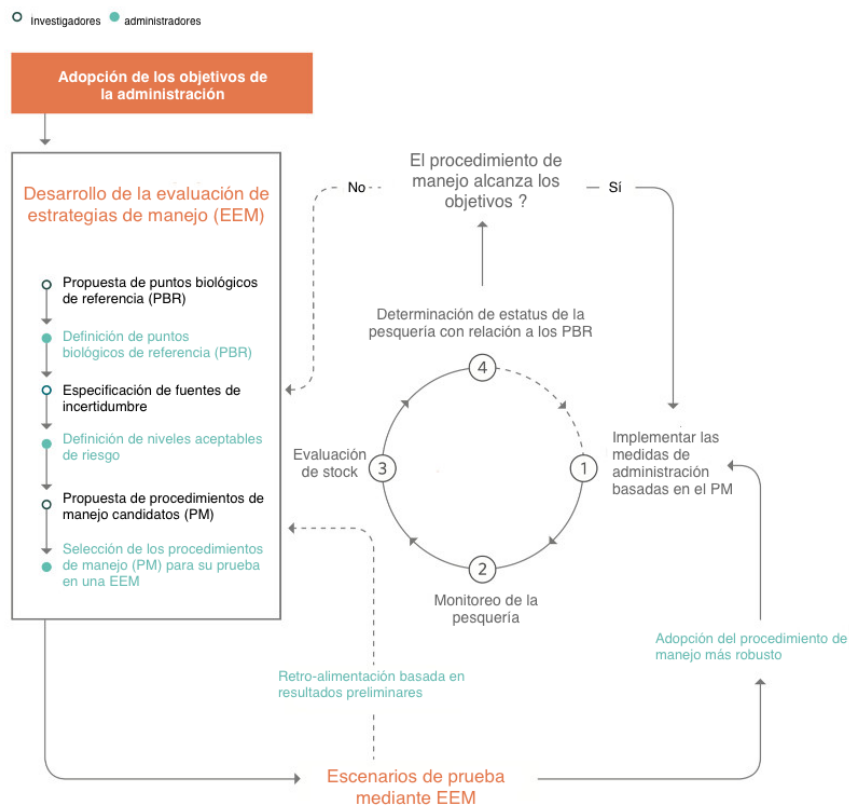 Investigadores administradores
Adopción de los objetivos de
la administración
Desarrollo de la evaluación de
estrategias de manejo (EEM)
Propuesta de puntos biológicos
de referencia (PBR)
Definición de puntos
biológicos de referencia (PBR)
Especificación de fuentes de
incertidumbre
Definición de niveles aceptables
de riesgo
Propuesta de procedimientos de
manejo candidatos (PM)
Selección de los procedimientos
de manejo (PM) para su prueba
en una EEM
El procedimiento de
manejo alcanza los
objetivos ?
No
Sí
Determinación de estatus de la
pesquería con relación a los PBR
4
Evaluación
de stock
3
1
Implementar las
medidas de
administración
basadas en el PM
2
Monitoreo de la
pesquería
Adopción del procedimiento de
manejo más robusto
Retro-alimentación basada en
resultados preliminares
Escenarios de prueba
mediante EEM